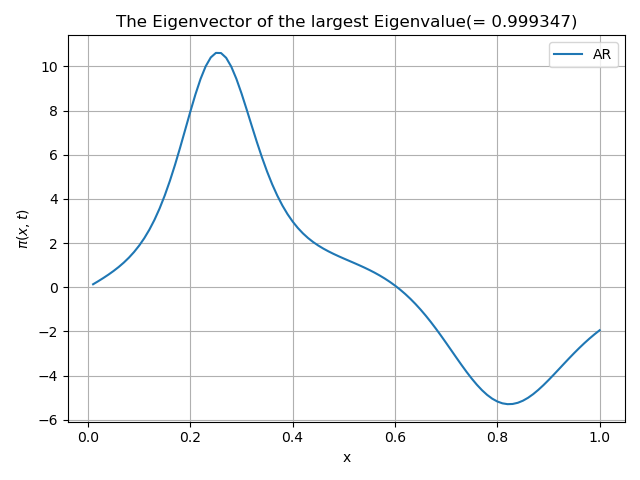 The Eigenvector of the largest Eigenvalue(= 0.999347)
AR
10
8
6
4
2
0
−2
−4
−6
π(x, t)
0.0 0.2 0.4 0.6 0.8 1.0
x